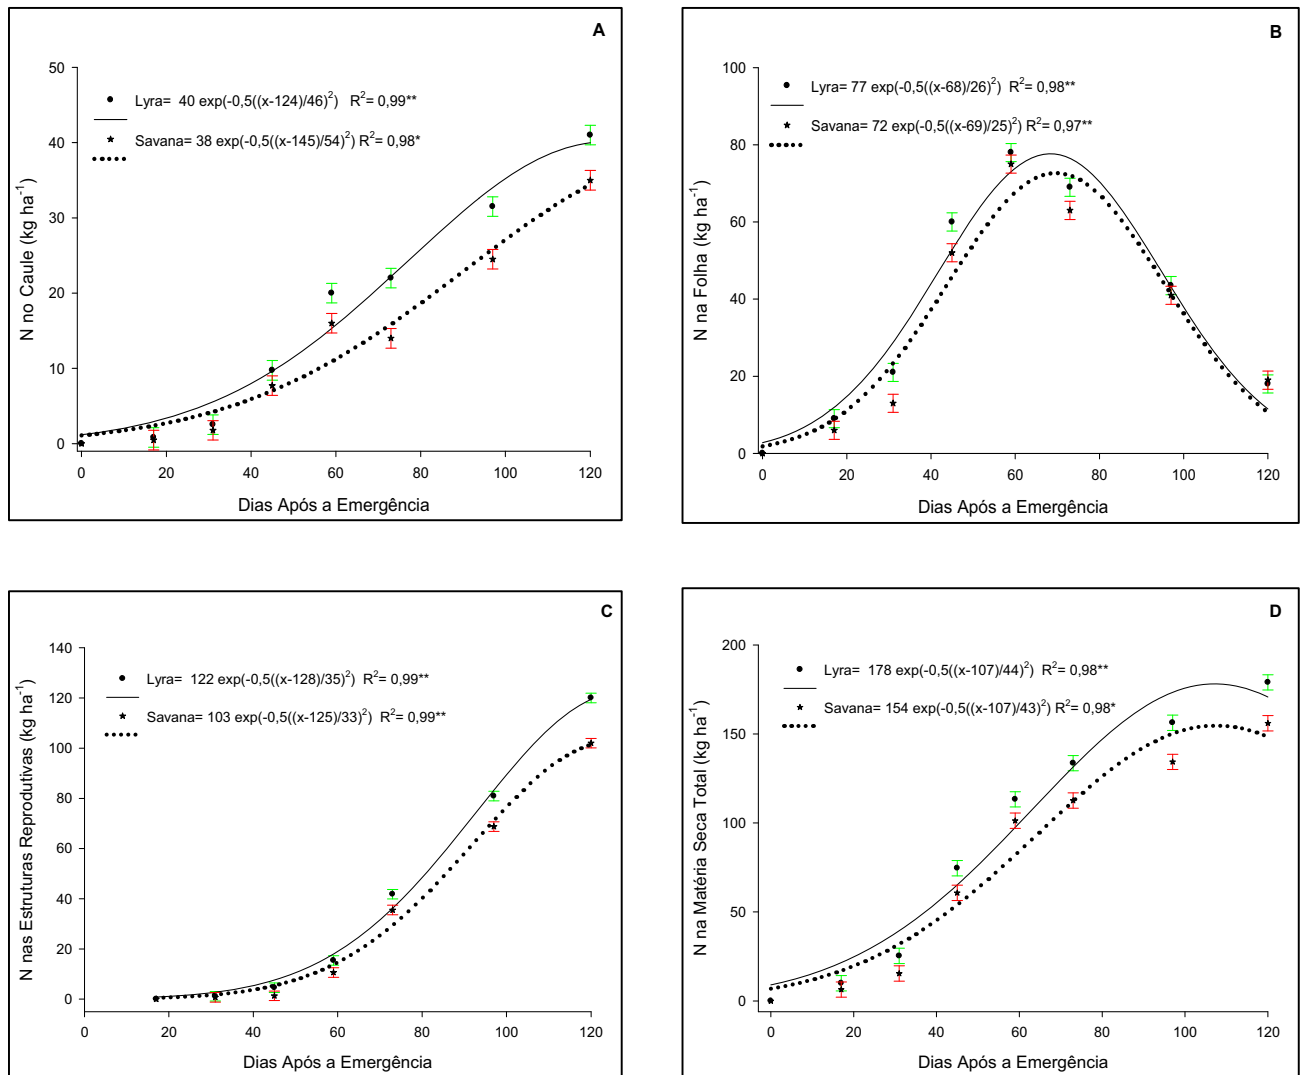 A
50
40
30
20
10
0
Lyra= 40 exp(-0,5((x-124)/46)²) R²= 0,99**
Savana= 38 exp(-0,5((x-145)/54)²) R²= 0,98*
N no Caule (kg ha⁻¹)
0 20 40 60 80 100 120
Dias Após a Emergência
B
100
80
60
40
20
0
Lyra= 77 exp(-0,5((x-68)/26)²) R²= 0,98**
Savana= 72 exp(-0,5((x-69)/25)²) R²= 0,97**
N na Folha (kg ha⁻¹)
0 20 40 60 80 100 120
Dias Após a Emergência
C
140
120
100
80
60
40
20
0
Lyra= 122 exp(-0,5((x-128)/35)²) R²= 0,99**
Savana= 103 exp(-0,5((x-125)/33)²) R²= 0,99**
N nas Estruturas Reprodutivas (kg ha⁻¹)
0 20 40 60 80 100 120
Dias Após a Emergência
D
200
150
100
50
0
Lyra= 178 exp(-0,5((x-107)/44)²) R²= 0,98**
Savana= 154 exp(-0,5((x-107)/43)²) R²= 0,98*
N na Matéria Seca Total (kg ha⁻¹)
0 20 40 60 80 100 120
Dias Após a Emergência